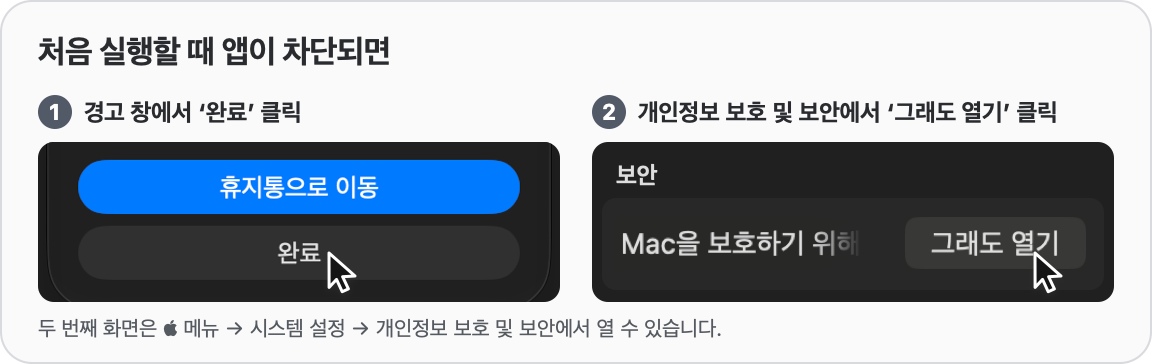 처음 실행할 때 앱이 차단되면
1 경고 창에서 ‘완료’ 클릭
휴지통으로 이동
완료
2 개인정보 보호 및 보안에서 ‘그래도 열기’ 클릭
보안
Mac을 보호하기 위해 그래도 열기
두 번째 화면은  메뉴 → 시스템 설정 → 개인정보 보호 및 보안에서 열 수 있습니다.